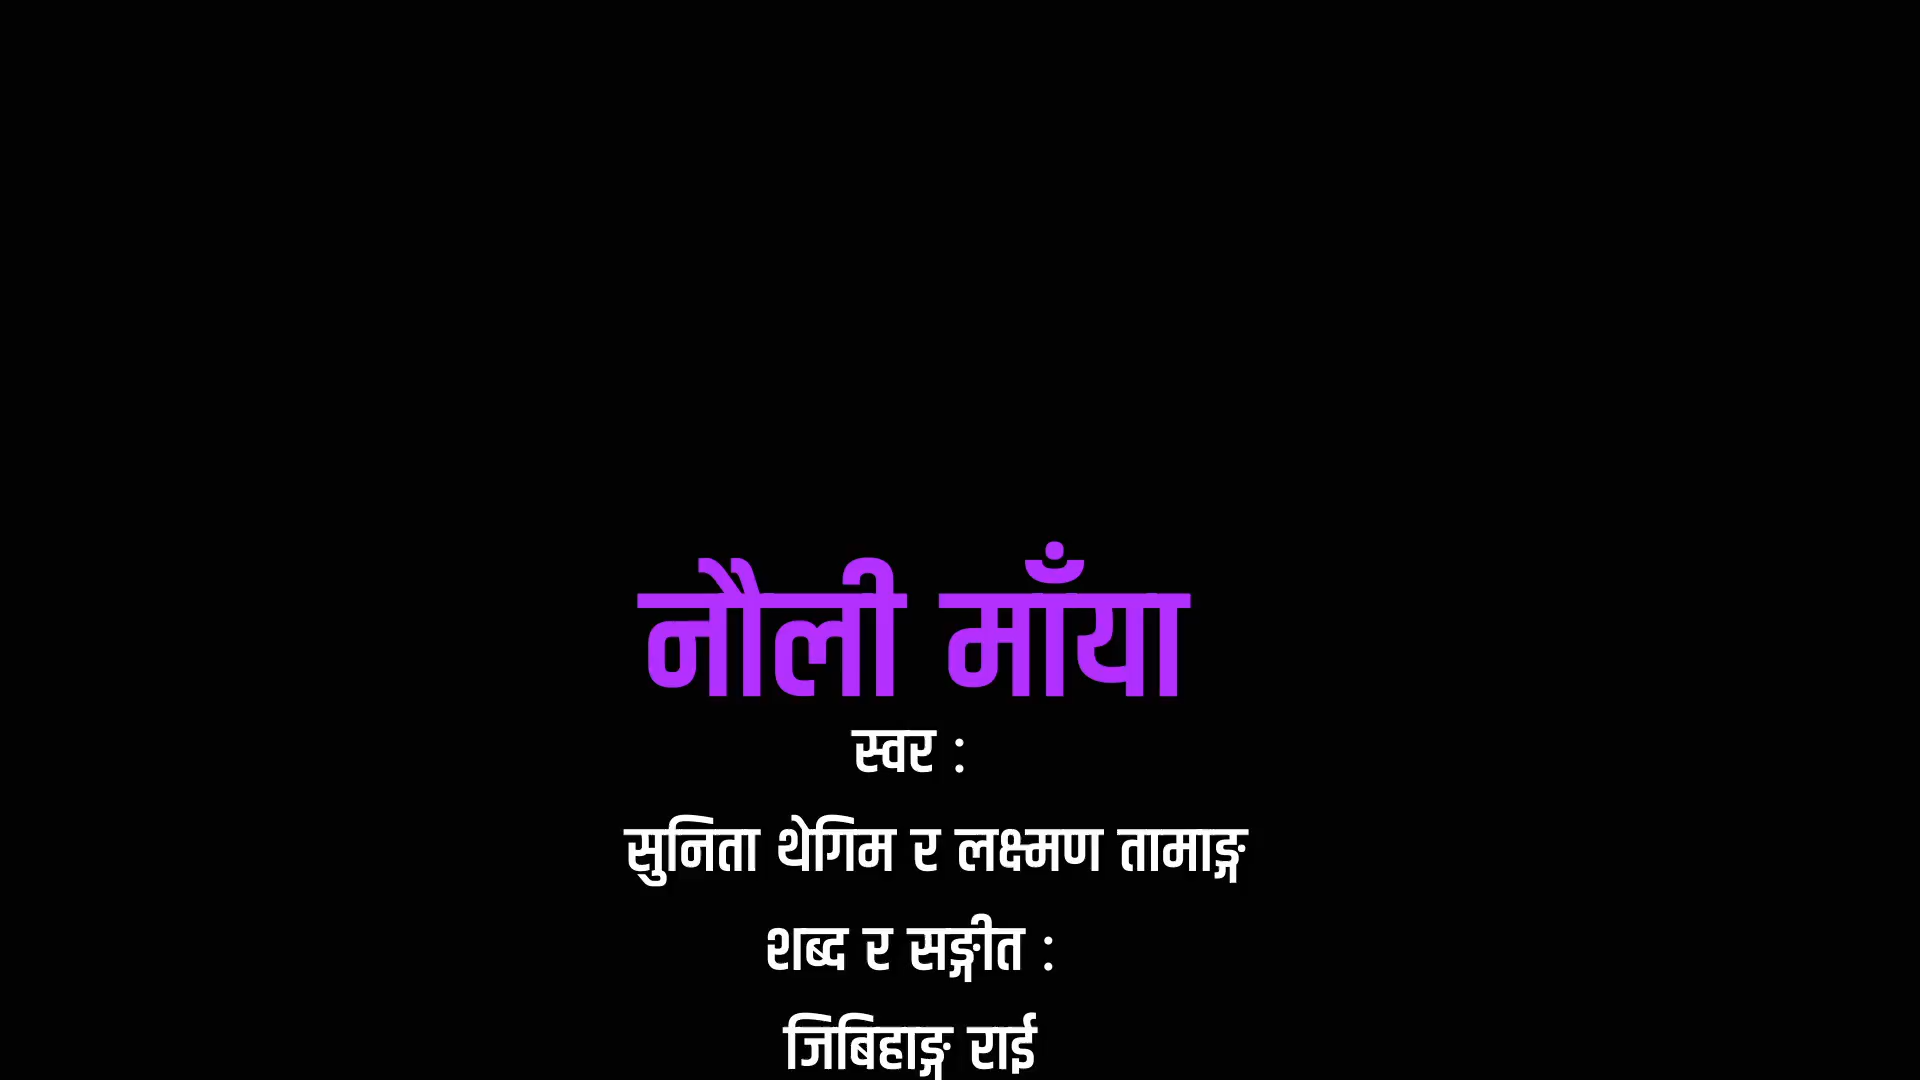 नौली माँया
स्वर :
सुनिता थेगिम र लक्ष्मण तामाङ्ग
शब्द र सङ्गीत :
जिबिहाङ्ग राई